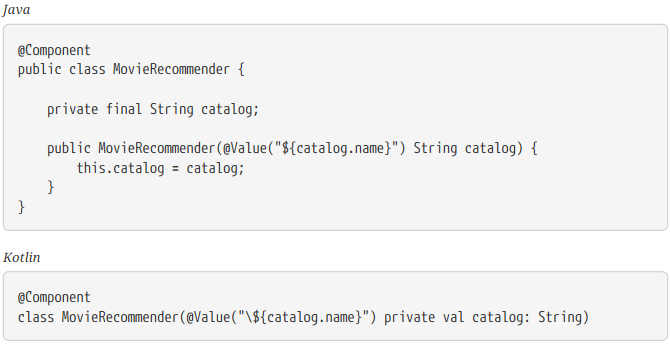 Java
@Component
public class MovieRecommender {
    private final String catalog;
    public MovieRecommender(@Value("${catalog.name}") String catalog) {
        this.catalog = catalog;
    }
}
Kotlin
@Component
class MovieRecommender(@Value("\${catalog.name}") private val catalog: String)